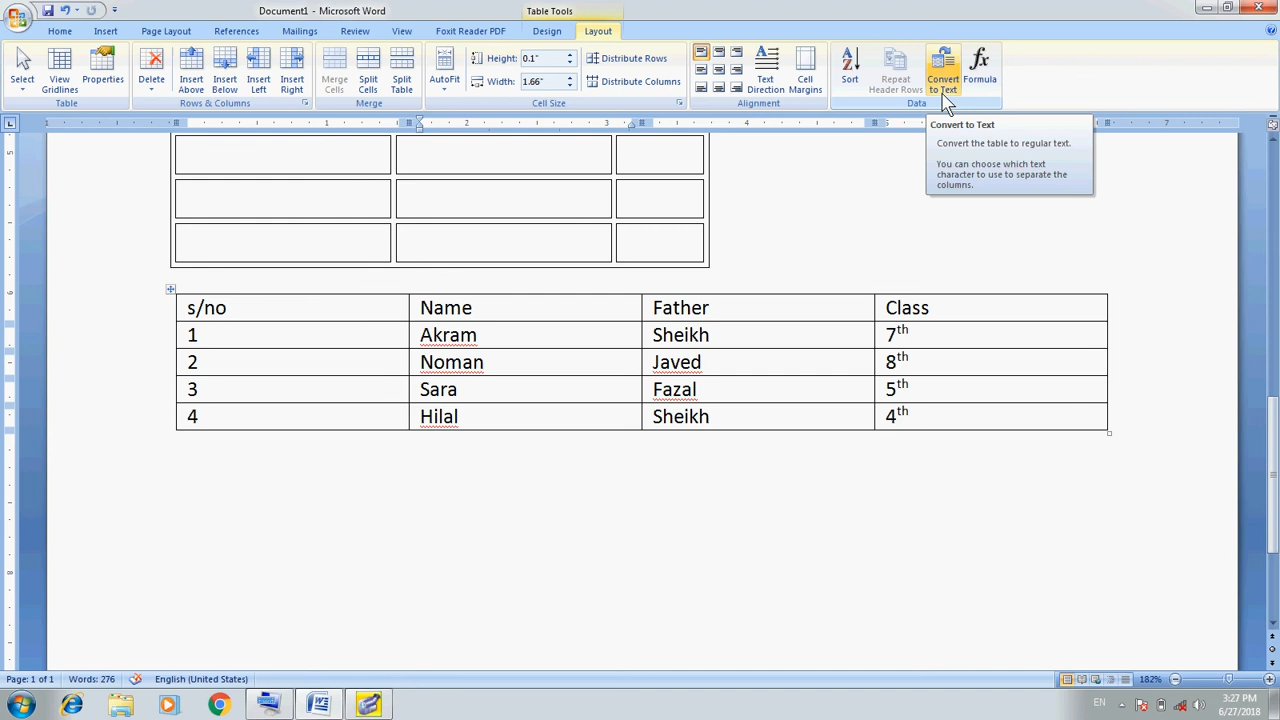 Document1 - Microsoft Word
Table Tools
Home Insert Page Layout References Mailings Review View Foxit Reader PDF Design Layout
Select
View Gridlines
Properties
Table
Delete
Insert Above
Insert Below
Insert Left
Insert Right
Rows & Columns
Merge Cells
Split Cells
Split Table
Merge
AutoFit
Height: 0.1"
Width: 1.66"
Distribute Rows
Distribute Columns
Cell Size
Text Direction
Cell Margins
Alignment
Sort
Repeat Header Rows
Convert to Text
Formula
Data
Convert to Text
Convert the table to regular text.
You can choose which text
character to use to separate the
columns.
s/no Name Father Class
1 Akram Sheikh 7th
2 Noman Javed 8th
3 Sara Fazal 5th
4 Hilal Sheikh 4th
Page: 1 of 1 Words: 276 English (United States) 182%
EN 3:27 PM
6/27/2018